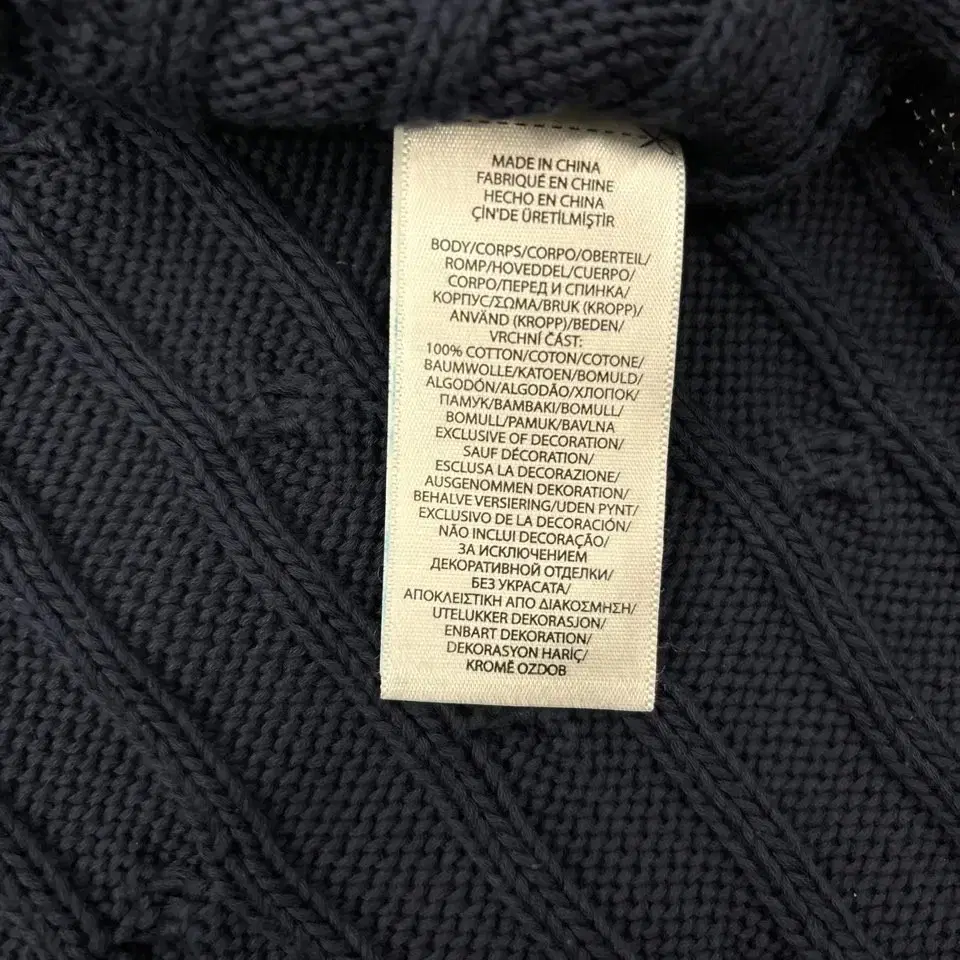 MADE IN CHINA
FABRIQUÉ EN CHINE
HECHO EN CHINA
ÇİN'DE ÜRETİLMİŞTİR
BODY/CORPS/CORPO/OBERTEIL/
ROMP/HOVEDDEL/CUERPO/
CORPO/ПЕРЕД И СПИНКА/
КОРПУС/ΣΩΜΑ/BRUK (KROPP)/
ANVÄND (KROPP)/BEDEN/
VRCHNÍ ČÁST:
100% COTTON/COTON/COTONE/
BAUMWOLLE/KATOEN/BOMULD/
ALGODÓN/ALGODÃO/ХЛОПОК/
ПАМУК/ΒΑΜΒΑΚΙ/BOMULL/
BOMULL/PAMUK/BAVLNA
EXCLUSIVE OF DECORATION/
SAUF DÉCORATION/
ESCLUSA LA DECORAZIONE/
AUSGENOMMEN DEKORATION/
BEHALVE VERSIERING/UDEN PYNT/
EXCLUSIVO DE LA DECORACIÓN/
NÃO INCLUI DECORAÇÃO/
ЗА ИСКЛЮЧЕНИЕМ
ДЕКОРАТИВНОЙ ОТДЕЛКИ/
БЕЗ УКРАСАТА/
ΑΠΟΚΛΕΙΣΤΙΚΗ ΑΠΟ ΔΙΑΚΟΣΜΗΣΗ/
UTELUKKER DEKORASJON/
ENBART DEKORATION/
DEKORASYON HARİÇ/
KROMĚ OZDOB